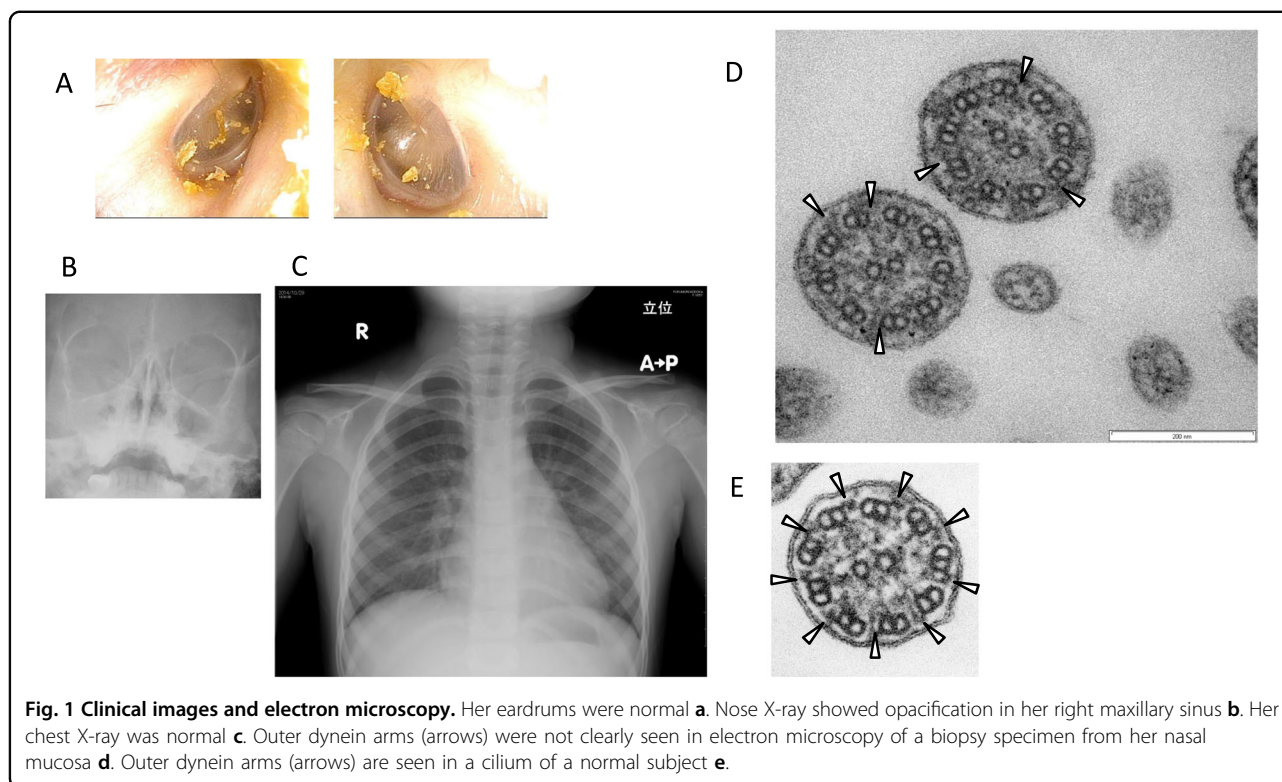 A
B
C
D
E
2014/10/29
R
立位
A→P
200 nm
Fig. 1 Clinical images and electron microscopy. Her eardrums were normal a. Nose X-ray showed opacification in her right maxillary sinus b. Her
chest X-ray was normal c. Outer dynein arms (arrows) were not clearly seen in electron microscopy of a biopsy specimen from her nasal
mucosa d. Outer dynein arms (arrows) are seen in a cilium of a normal subject e.